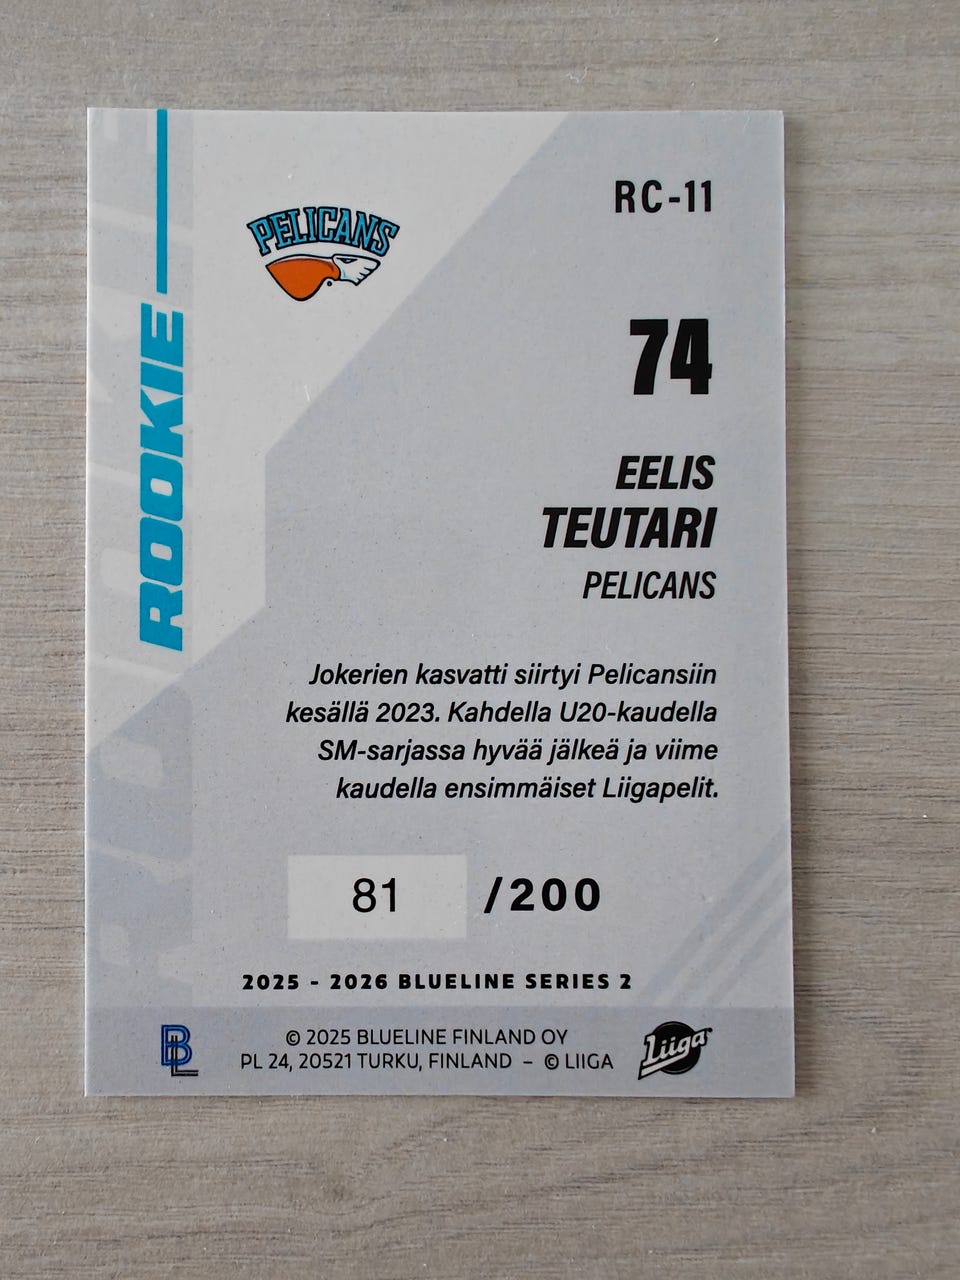 RC-11
PELICANS
74
ROOKIE
EELIS
TEUTARI
PELICANS
Jokerien kasvatti siirtyi Pelicansiin
kesällä 2023. Kahdella U20-kaudella
SM-sarjassa hyvää jälkeä ja viime
kaudella ensimmäiset Liigapelit.
81 /200
2025 - 2026 BLUELINE SERIES 2
BL
© 2025 BLUELINE FINLAND OY
PL 24, 20521 TURKU, FINLAND – © LIIGA
Liiga